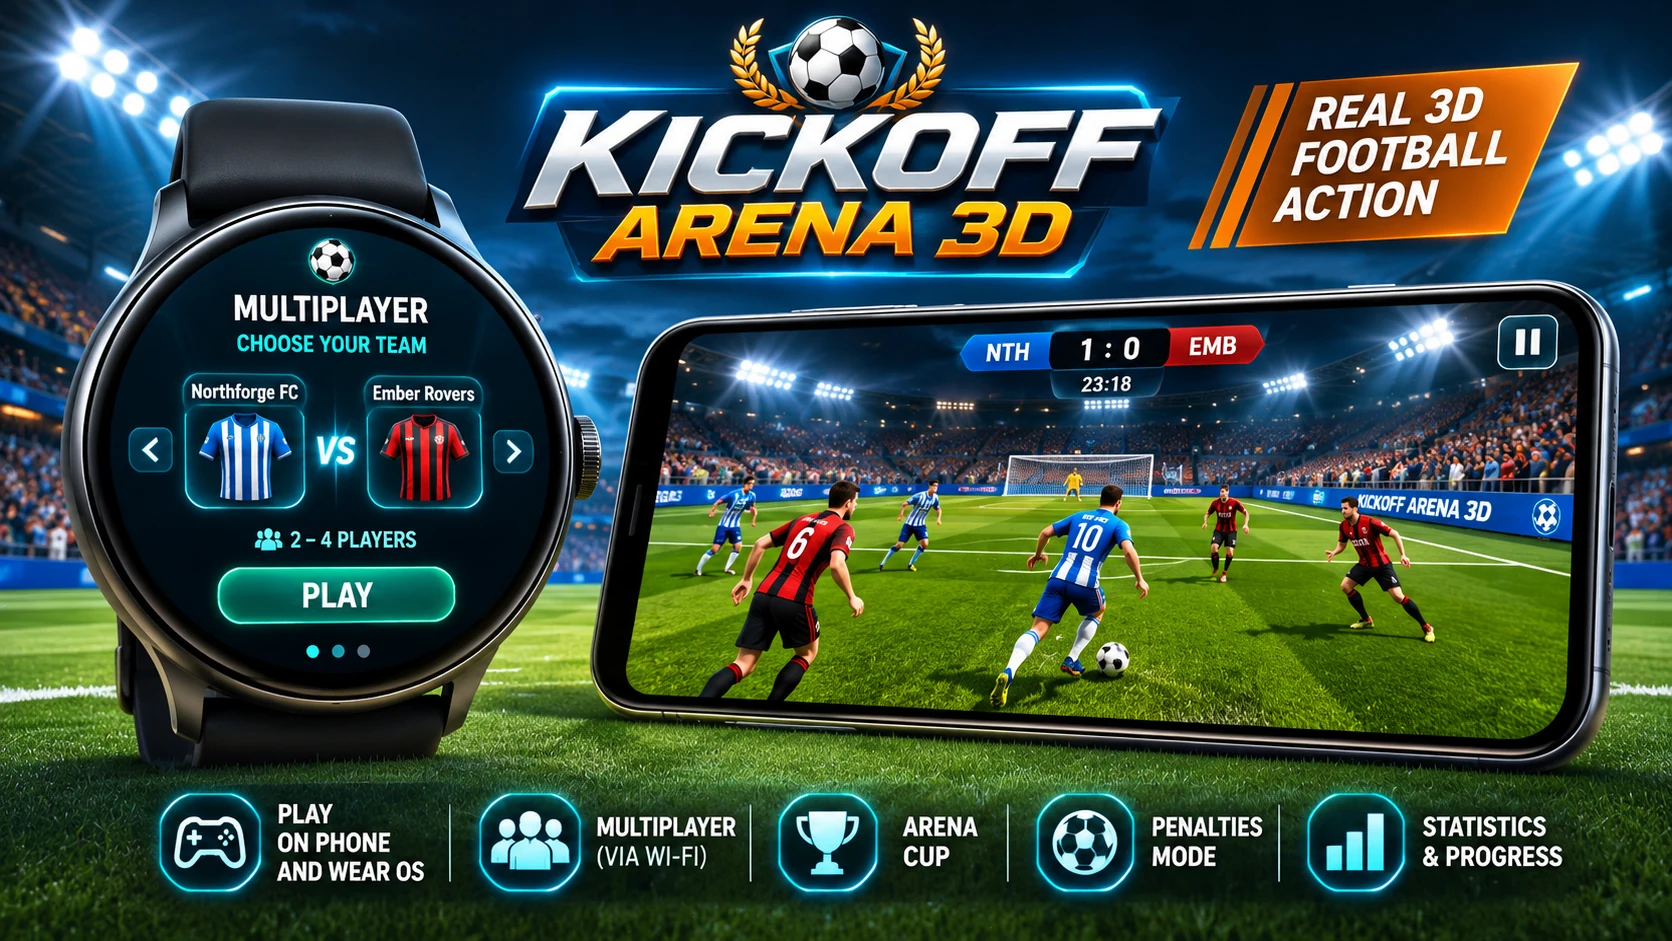 KICKOFF
ARENA 3D
REAL 3D
FOOTBALL
ACTION
MULTIPLAYER
CHOOSE YOUR TEAM
Northforge FC
VS
Ember Rovers
2 – 4 PLAYERS
PLAY
NTH
1 : 0
EMB
23:18
KICKOFF ARENA 3D
6
10
PLAY
ON PHONE
AND WEAR OS
MULTIPLAYER
(VIA WI-FI)
ARENA
CUP
PENALTIES
MODE
STATISTICS
& PROGRESS